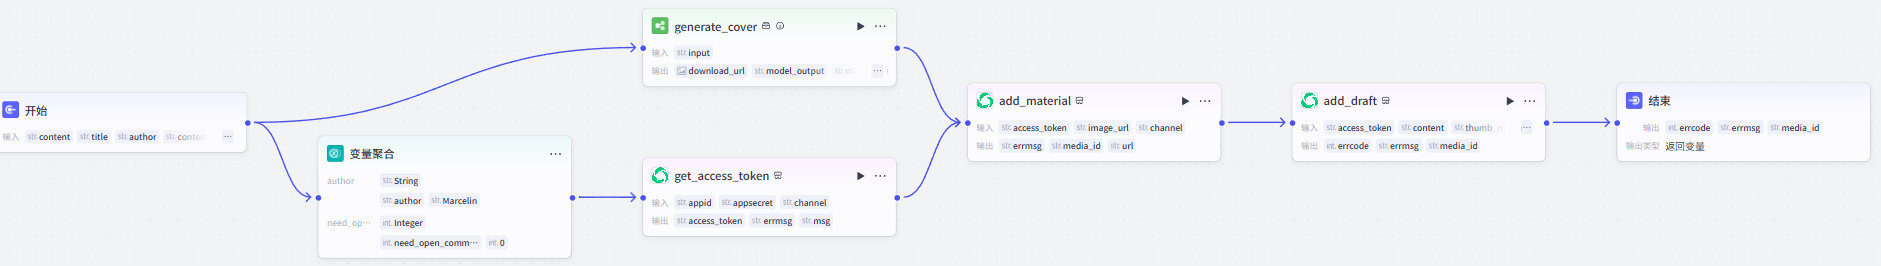 开始
输入 str. content str. title str. author str. ...
变量聚合 ...
author str. String
str. author str. Marcelin
need_op··· int. Integer
int. need_open_comm··· int. 0
generate_cover ...
输入 str. input
输出 download_url str. model_output str. ...
get_access_token ...
输入 str. appid str. appsecret str. channel
输出 str. access_token str. errmsg str. msg
add_material ...
输入 str. access_token str. image_url str. channel
输出 str. errmsg str. media_id str. url
add_draft ...
输入 str. access_token str. content str. thumb_m ...
输出 int. errcode str. errmsg str. media_id
结束
输出 int. errcode str. errmsg str. media_id
输出类型 返回变量